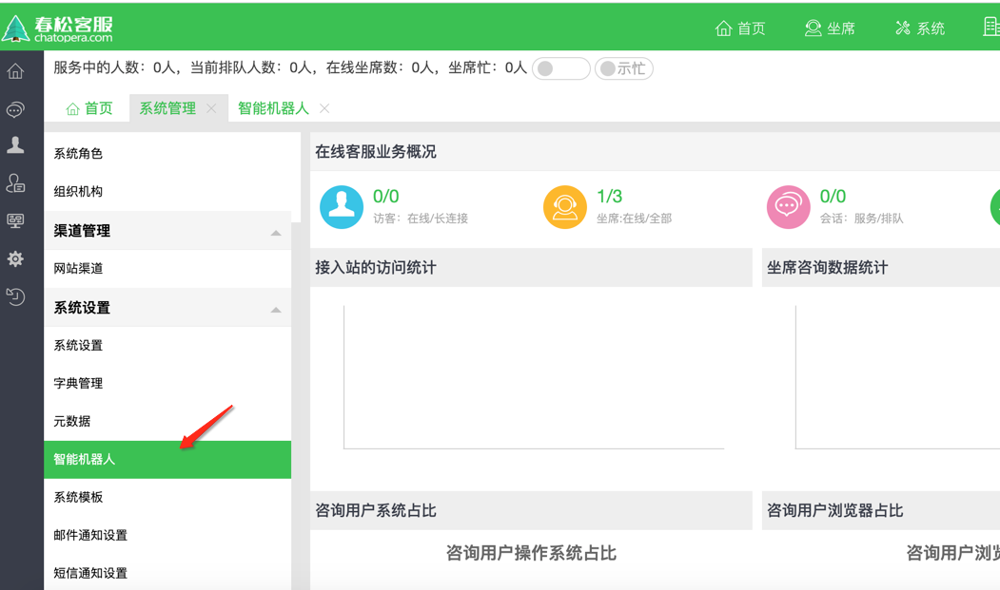 春松客服
chatopera.com
首页
坐席
系统
服务中的人数：0人，当前排队人数：0人，在线坐席数：0人，坐席忙：0人
示忙
首页
系统管理
智能机器人
系统角色
组织机构
渠道管理
网站渠道
系统设置
系统设置
字典管理
元数据
智能机器人
系统模板
邮件通知设置
短信通知设置
在线客服业务概况
0/0
访客：在线/长连接
1/3
坐席:在线/全部
0/0
会话：服务/排队
接入站的访问统计
坐席咨询数据统计
咨询用户系统占比
咨询用户浏览器占比
咨询用户操作系统占比
咨询用户浏览